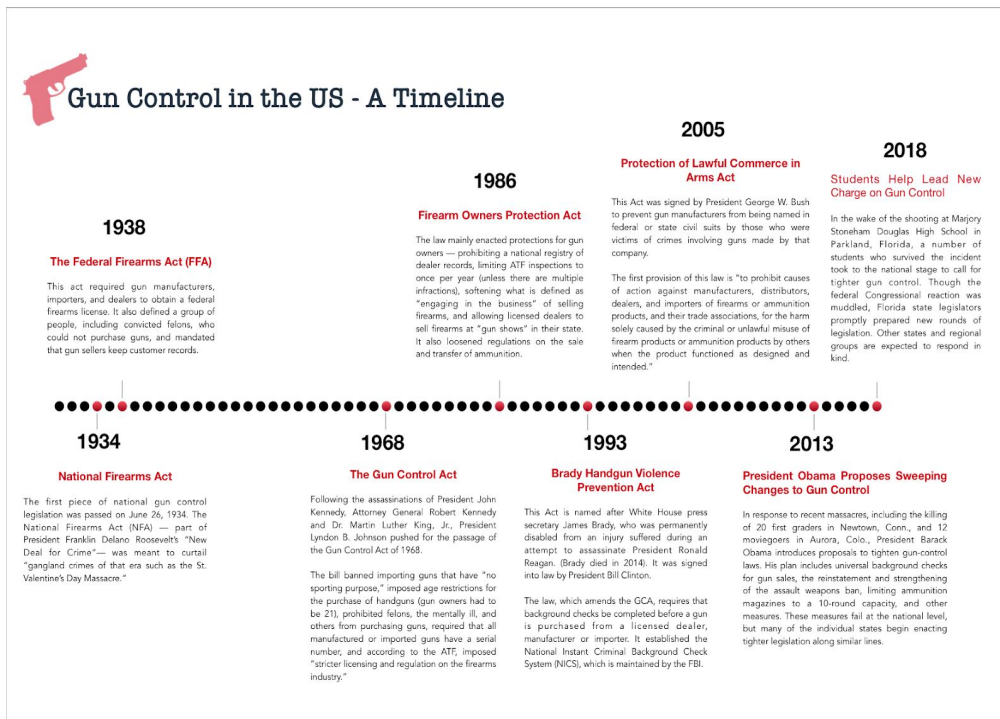 Gun Control in the US - A Timeline
1938
The Federal Firearms Act (FFA)
This act required gun manufacturers,
importers, and dealers to obtain a federal
firearms license. It also defined a group of
people, including convicted felons, who
could not purchase guns, and mandated
that gun sellers keep customer records.
1986
Firearm Owners Protection Act
The law mainly enacted protections for gun
owners — prohibiting a national registry of
dealer records, limiting ATF inspections to
once per year (unless there are multiple
infractions), softening what is defined as
"engaging in the business" of selling
firearms, and allowing licensed dealers to
sell firearms at "gun shows" in their state.
It also loosened regulations on the sale
and transfer of ammunition.
2005
Protection of Lawful Commerce in
Arms Act
This Act was signed by President George W. Bush
to prevent gun manufacturers from being named in
federal or state civil suits by those who were
victims of crimes involving guns made by that
company.
The first provision of this law is "to prohibit causes
of action against manufacturers, distributors,
dealers, and importers of firearms or ammunition
products, and their trade associations, for the harm
solely caused by the criminal or unlawful misuse of
firearm products or ammunition products by others
when the product functioned as designed and
intended."
2018
Students Help Lead New
Charge on Gun Control
In the wake of the shooting at Marjory
Stoneham Douglas High School in
Parkland, Florida, a number of
students who survived the incident
took to the national stage to call for
tighter gun control. Though the
federal Congressional reaction was
muddled, Florida state legislators
promptly prepared new rounds of
legislation. Other states and regional
groups are expected to respond in
kind.
1934
National Firearms Act
The first piece of national gun control
legislation was passed on June 26, 1934. The
National Firearms Act (NFA) — part of
President Franklin Delano Roosevelt's "New
Deal for Crime"— was meant to curtail
"gangland crimes of that era such as the St.
Valentine's Day Massacre."
1968
The Gun Control Act
Following the assassinations of President John
Kennedy, Attorney General Robert Kennedy
and Dr. Martin Luther King, Jr., President
Lyndon B. Johnson pushed for the passage of
the Gun Control Act of 1968.
The bill banned importing guns that have "no
sporting purpose," imposed age restrictions for
the purchase of handguns (gun owners had to
be 21), prohibited felons, the mentally ill, and
others from purchasing guns, required that all
manufactured or imported guns have a serial
number, and according to the ATF, imposed
"stricter licensing and regulation on the firearms
industry."
1993
Brady Handgun Violence
Prevention Act
This Act is named after White House press
secretary James Brady, who was permanently
disabled from an injury suffered during an
attempt to assassinate President Ronald
Reagan. (Brady died in 2014). It was signed
into law by President Bill Clinton.
The law, which amends the GCA, requires that
background checks be completed before a gun
is purchased from a licensed dealer,
manufacturer or importer. It established the
National Instant Criminal Background Check
System (NICS), which is maintained by the FBI.
2013
President Obama Proposes Sweeping
Changes to Gun Control
In response to recent massacres, including the killing
of 20 first graders in Newtown, Conn., and 12
moviegoers in Aurora, Colo., President Barack
Obama introduces proposals to tighten gun-control
laws. His plan includes universal background checks
for gun sales, the reinstatement and strengthening
of the assault weapons ban, limiting ammunition
magazines to a 10-round capacity, and other
measures. These measures fail at the national level,
but many of the individual states begin enacting
tighter legislation along similar lines.